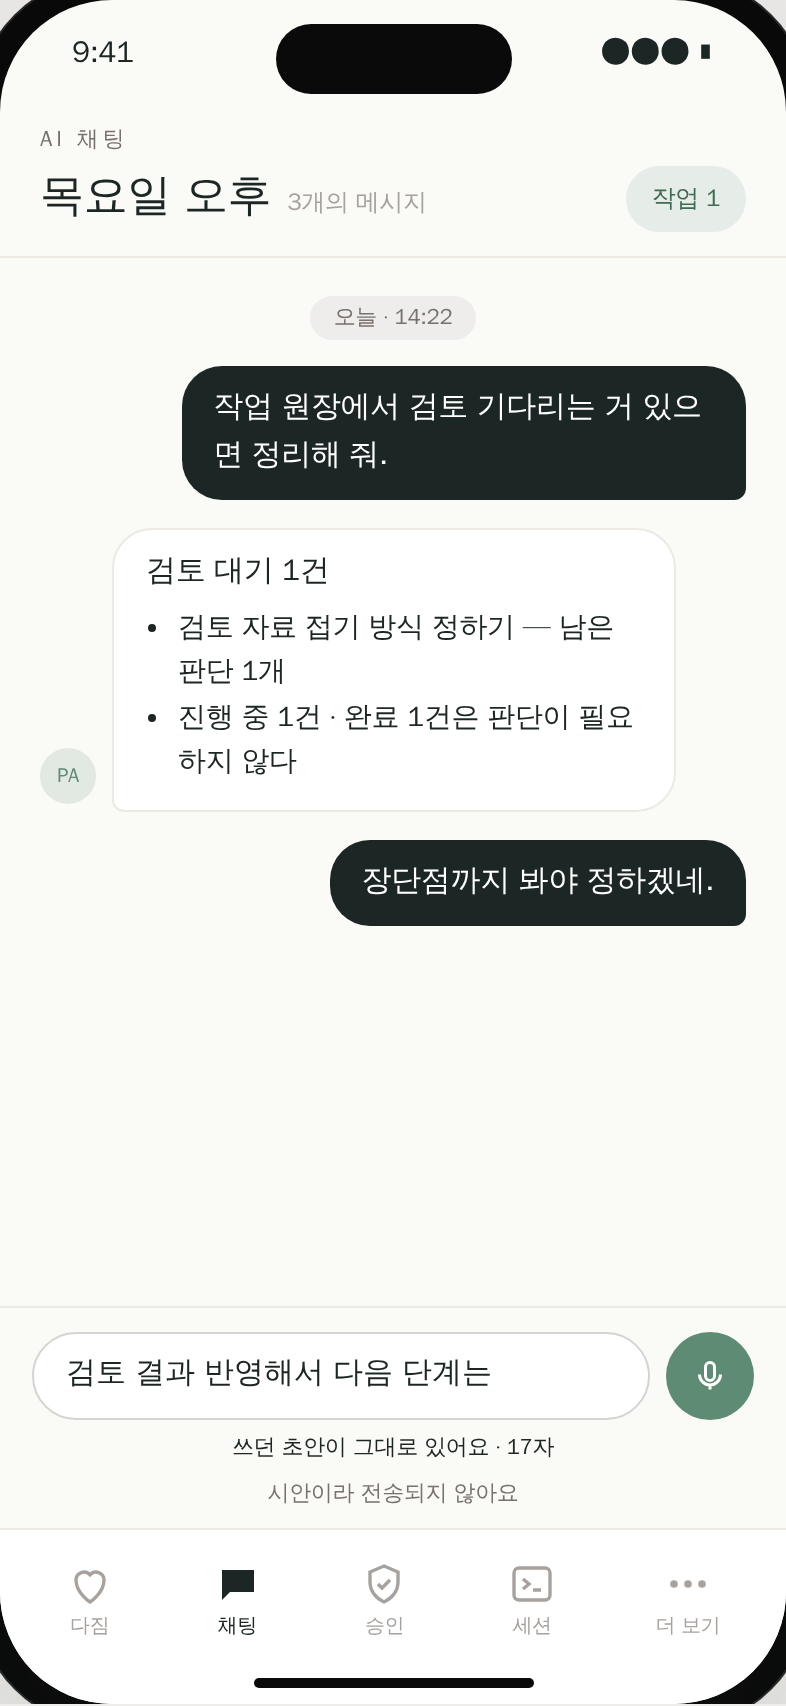 9:41
AI 채팅
목요일 오후 3개의 메시지
작업 1
오늘 · 14:22
작업 원장에서 검토 기다리는 거 있으
면 정리해 줘.
검토 대기 1건
• 검토 자료 접기 방식 정하기 — 남은
판단 1개
• 진행 중 1건 · 완료 1건은 판단이 필요
하지 않다
PA
장단점까지 봐야 정하겠네.
검토 결과 반영해서 다음 단계는
쓰던 초안이 그대로 있어요 · 17자
시안이라 전송되지 않아요
다짐
채팅
승인
세션
더 보기